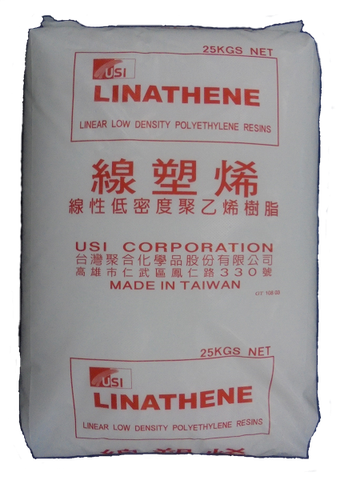 25KGS NET
USI
LINATHENE
LINEAR LOW DENSITY POLYETHYLENE RESINS
線塑烯
線性低密度聚乙烯樹脂
USI CORPORATION
台灣聚合化學品股份有限公司
高雄市仁武區鳳仁路330號
MADE IN TAIWAN
25KGS NET
USI
LINATHENE
LINEAR LOW DENSITY POLYETHYLENE RESINS
線塑烯